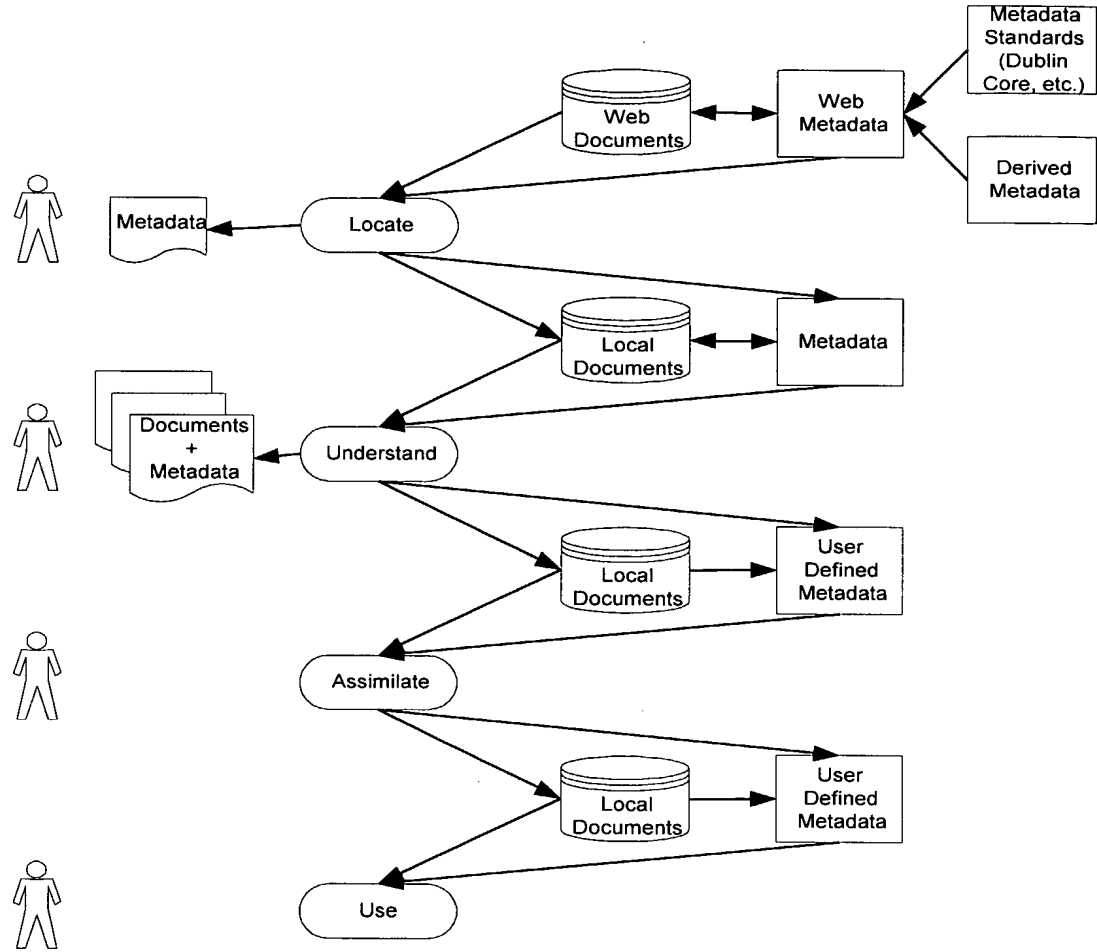 Metadata
Standards
(Dublin
Core, etc.)
Web
Documents
Web
Metadata
Derived
Metadata
Metadata
Locate
Local
Documents
Metadata
Documents
+
Metadata
Understand
Local
Documents
User
Defined
Metadata
Assimilate
Local
Documents
User
Defined
Metadata
Use